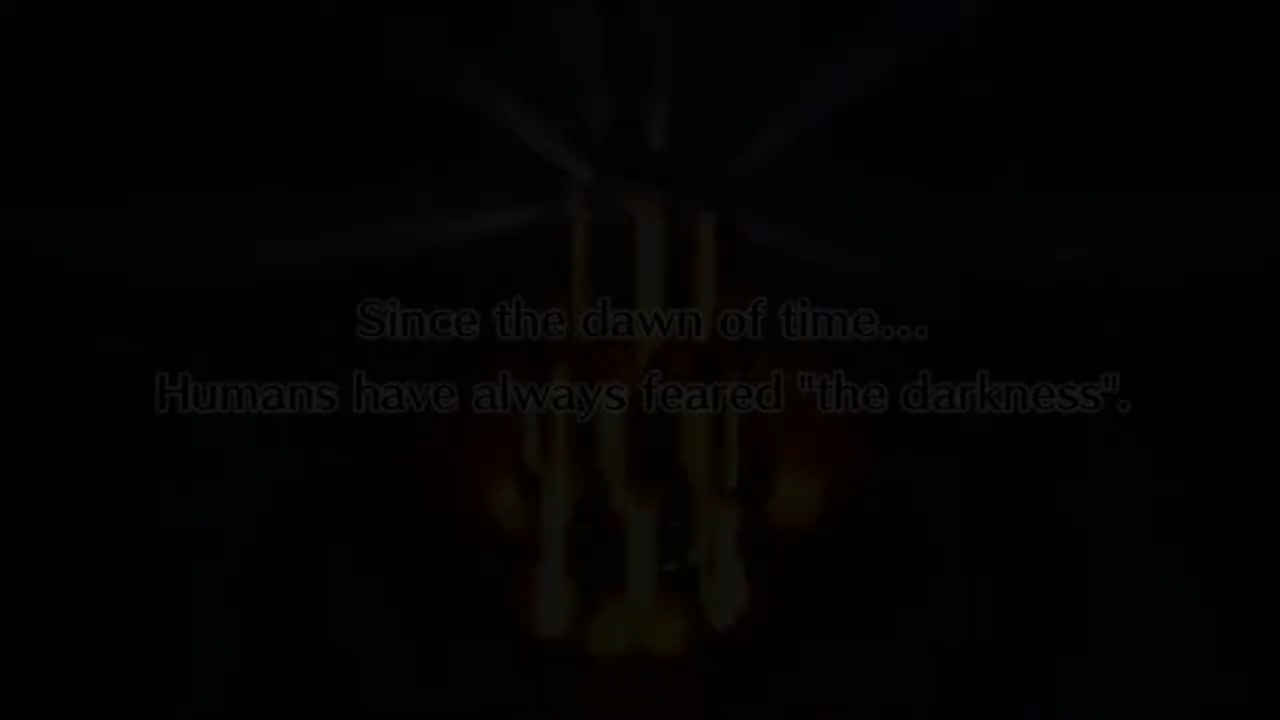 Since the dawn of time...
Humans have always feared "the darkness".